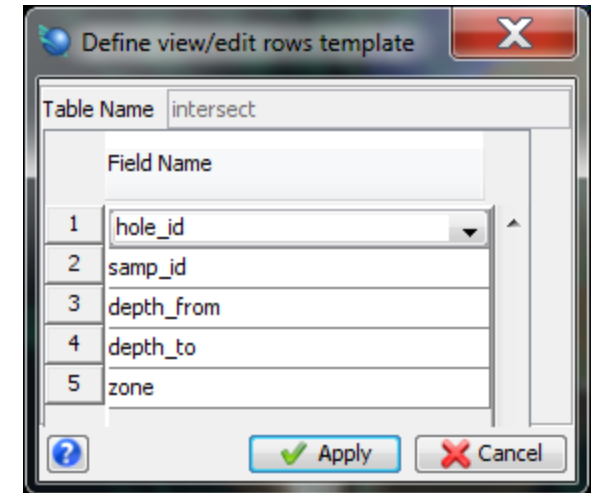 Define view/edit rows template
Table Name intersect
Field Name
1 hole_id
2 samp_id
3 depth_from
4 depth_to
5 zone
? Apply Cancel